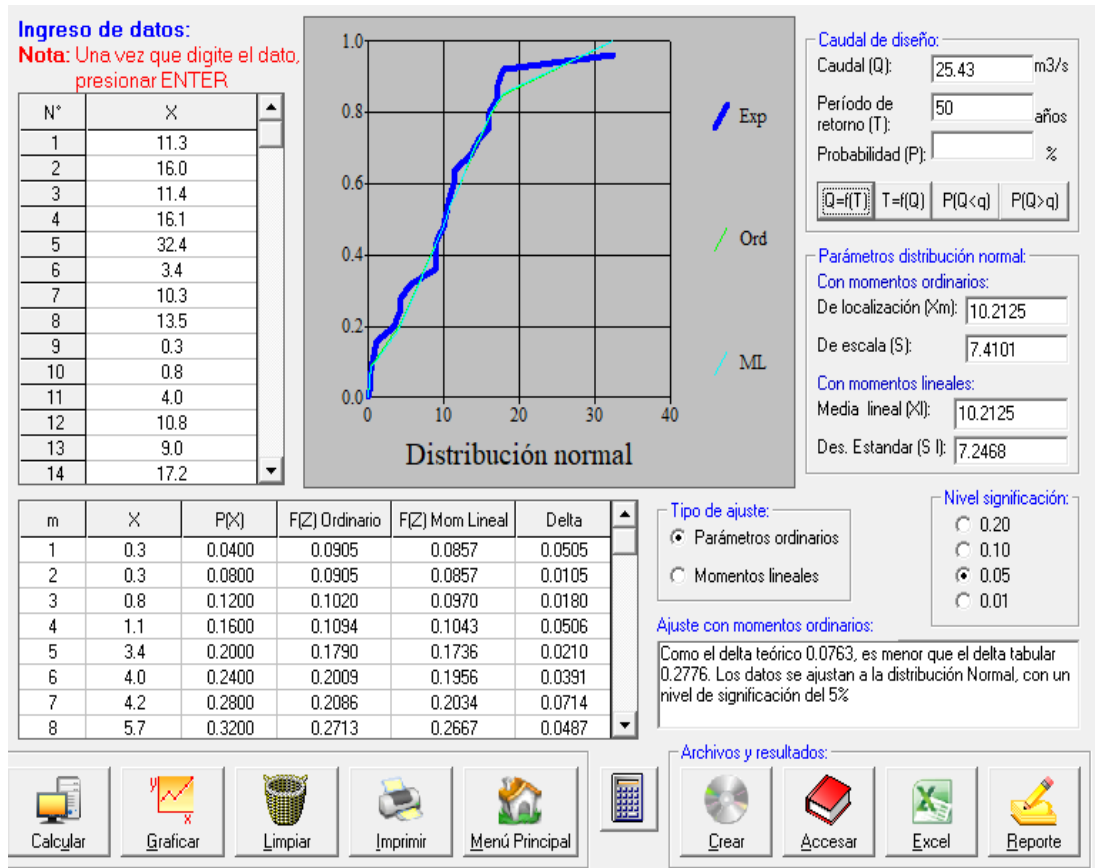 Ingreso de datos:
Nota: Una vez que digite el dato,
presionar ENTER
N° X
1 11.3
2 16.0
3 11.4
4 16.1
5 32.4
6 3.4
7 10.3
8 13.5
9 0.3
10 0.8
11 4.0
12 10.8
13 9.0
14 17.2
1.0
0.8
0.6
0.4
0.2
0.0
0 10 20 30 40
Exp
Ord
ML
Distribución normal
Caudal de diseño:
Caudal (Q): 25.43 m3/s
Período de
retorno (T): 50 años
Probabilidad (P): %
Q=f(T) T=f(Q) P(Q<q) P(Q>q)
Parámetros distribución normal:
Con momentos ordinarios:
De localización (Xm): 10.2125
De escala (S): 7.4101
Con momentos lineales:
Media lineal (Xl): 10.2125
Des. Estandar (S l): 7.2468
m X P(X) F(Z) Ordinario F(Z) Mom Lineal Delta
1 0.3 0.0400 0.0905 0.0857 0.0505
2 0.3 0.0800 0.0905 0.0857 0.0105
3 0.8 0.1200 0.1020 0.0970 0.0180
4 1.1 0.1600 0.1094 0.1043 0.0506
5 3.4 0.2000 0.1790 0.1736 0.0210
6 4.0 0.2400 0.2009 0.1956 0.0391
7 4.2 0.2800 0.2086 0.2034 0.0714
8 5.7 0.3200 0.2713 0.2667 0.0487
Tipo de ajuste:
Parámetros ordinarios
Momentos lineales
Nivel significación:
0.20
0.10
0.05
0.01
Ajuste con momentos ordinarios:
Como el delta teórico 0.0763, es menor que el delta tabular
0.2776. Los datos se ajustan a la distribución Normal, con un
nivel de significación del 5%
Calcular Graficar Limpiar Imprimir Menú Principal
y
x
Archivos y resultados:
Crear Accesar Excel Reporte